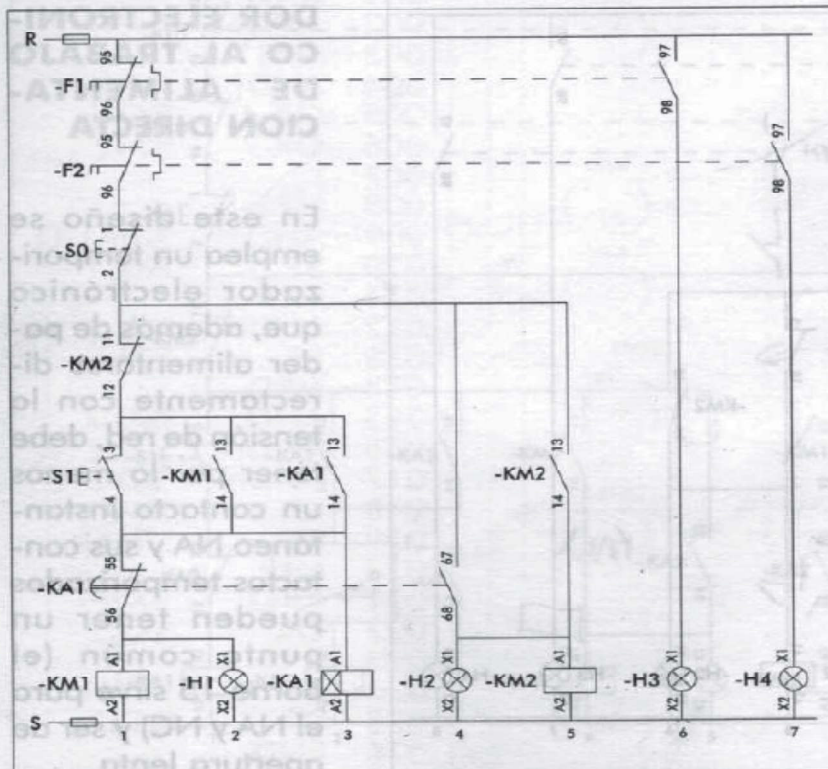 DOR ELECTRONI-
CO AL TRABAJO
DE ALIMENTA-
CION DIRECTA
En este diseño se
emplea un tempori-
zador electrónico
que, además de po-
der alimentarse di-
rectamente con la
tensión de red, debe
tener por lo menos
un contacto instan-
táneo NA y sus con-
tactos temporizados
pueden tener un
punto común (el
borne 15 sirve para
el NA y NC) y ser de
apertura lenta
R
95
97
-F1
96
98
95
97
-F2
96
98
1
-S0
2
11
-KM2
12
3
13
13
13
-S1
-KM1
-KA1
-KM2
4
14
14
14
55
67
-KA1
56
68
A1
X1
A1
X1
A1
X1
X1
-KM1
-H1
-KA1
-H2
-KM2
-H3
-H4
A2
X2
A2
X2
A2
X2
X2
S
1 2 3 4 5 6 7